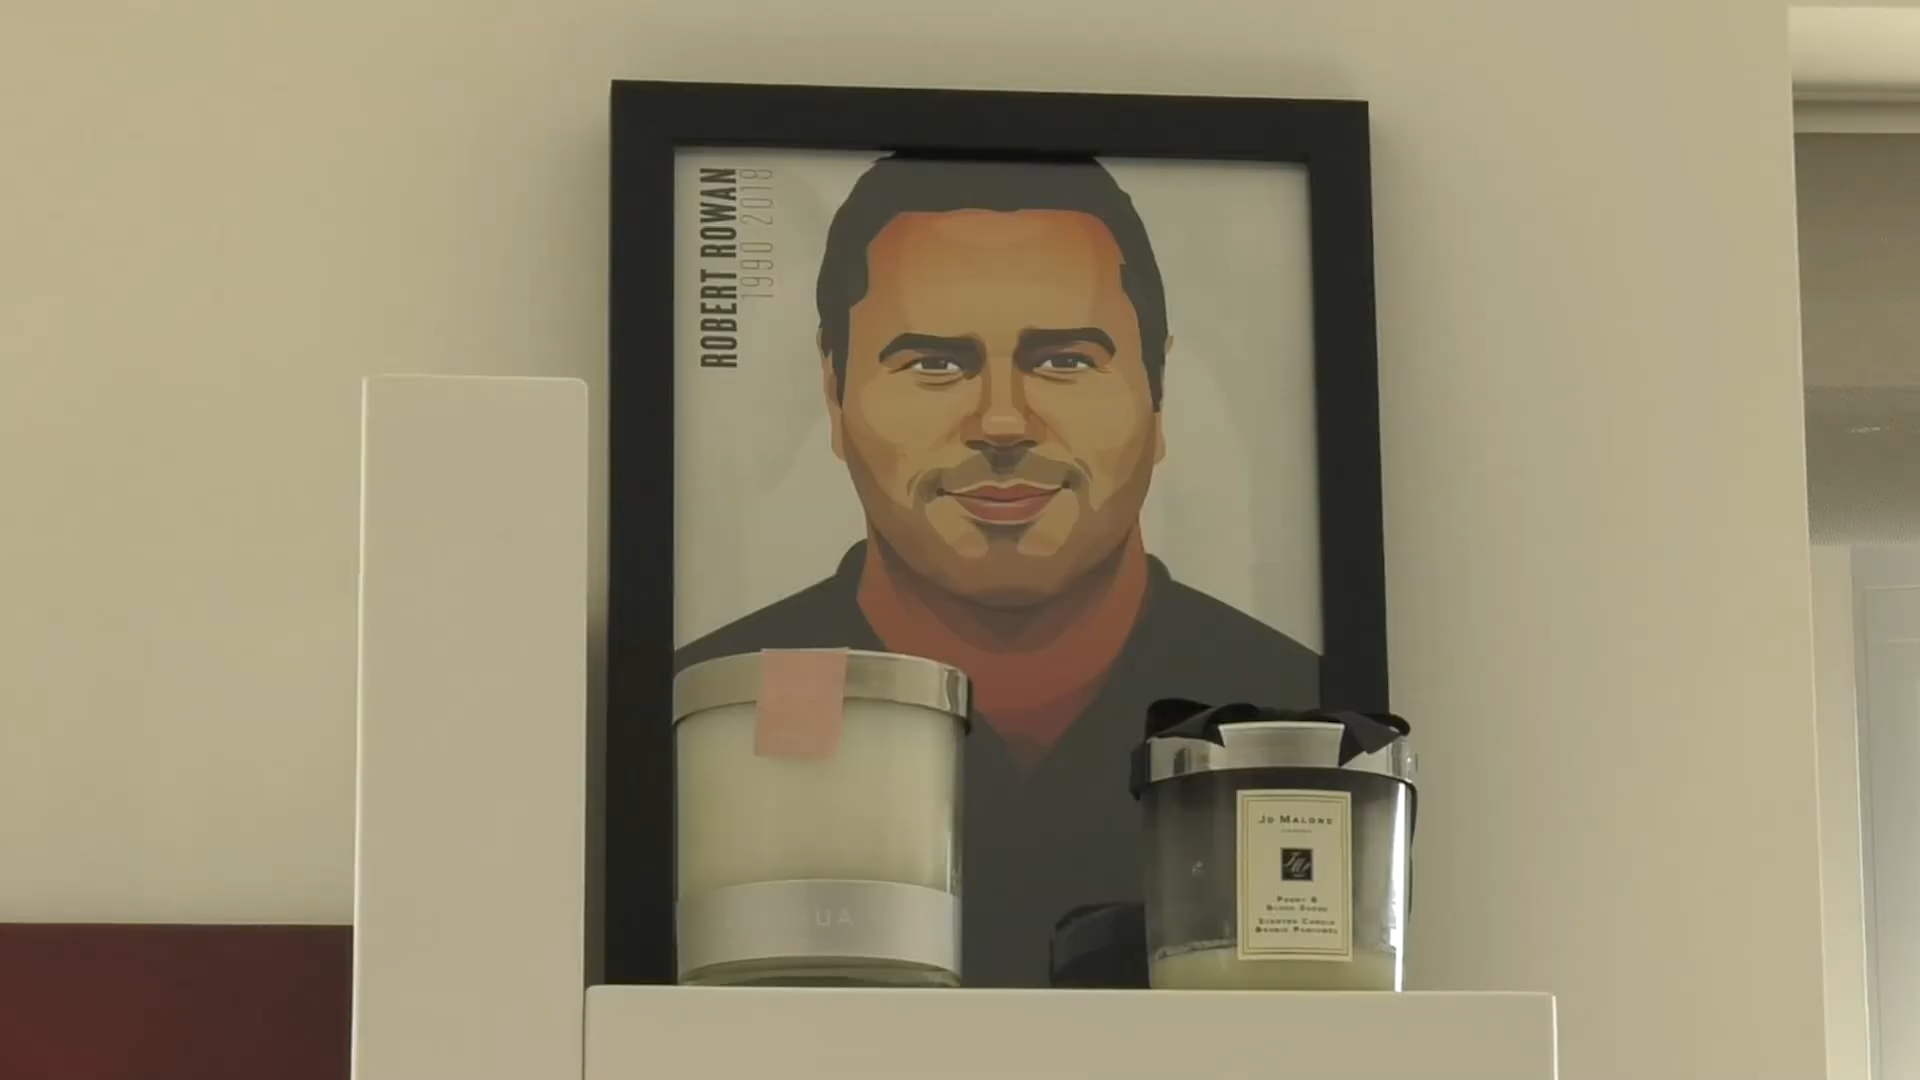 ROBERT ROWAN
1990 2018
JO MALONE
LONDON
SCENTED CANDLE